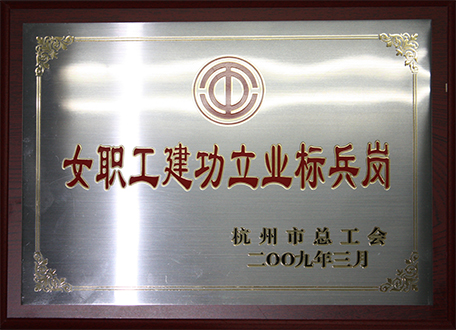 女职工建功立业标兵岗
杭州市总工会
二〇〇九年三月